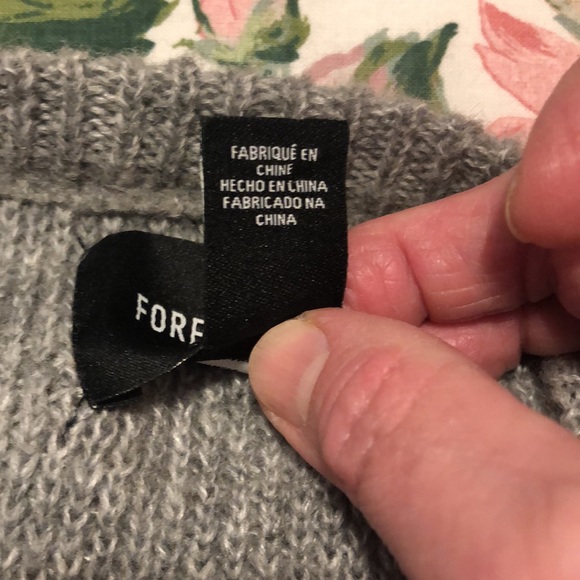 FABRIQUÉ EN
CHINE
HECHO EN CHINA
FABRICADO NA
CHINA
FORE